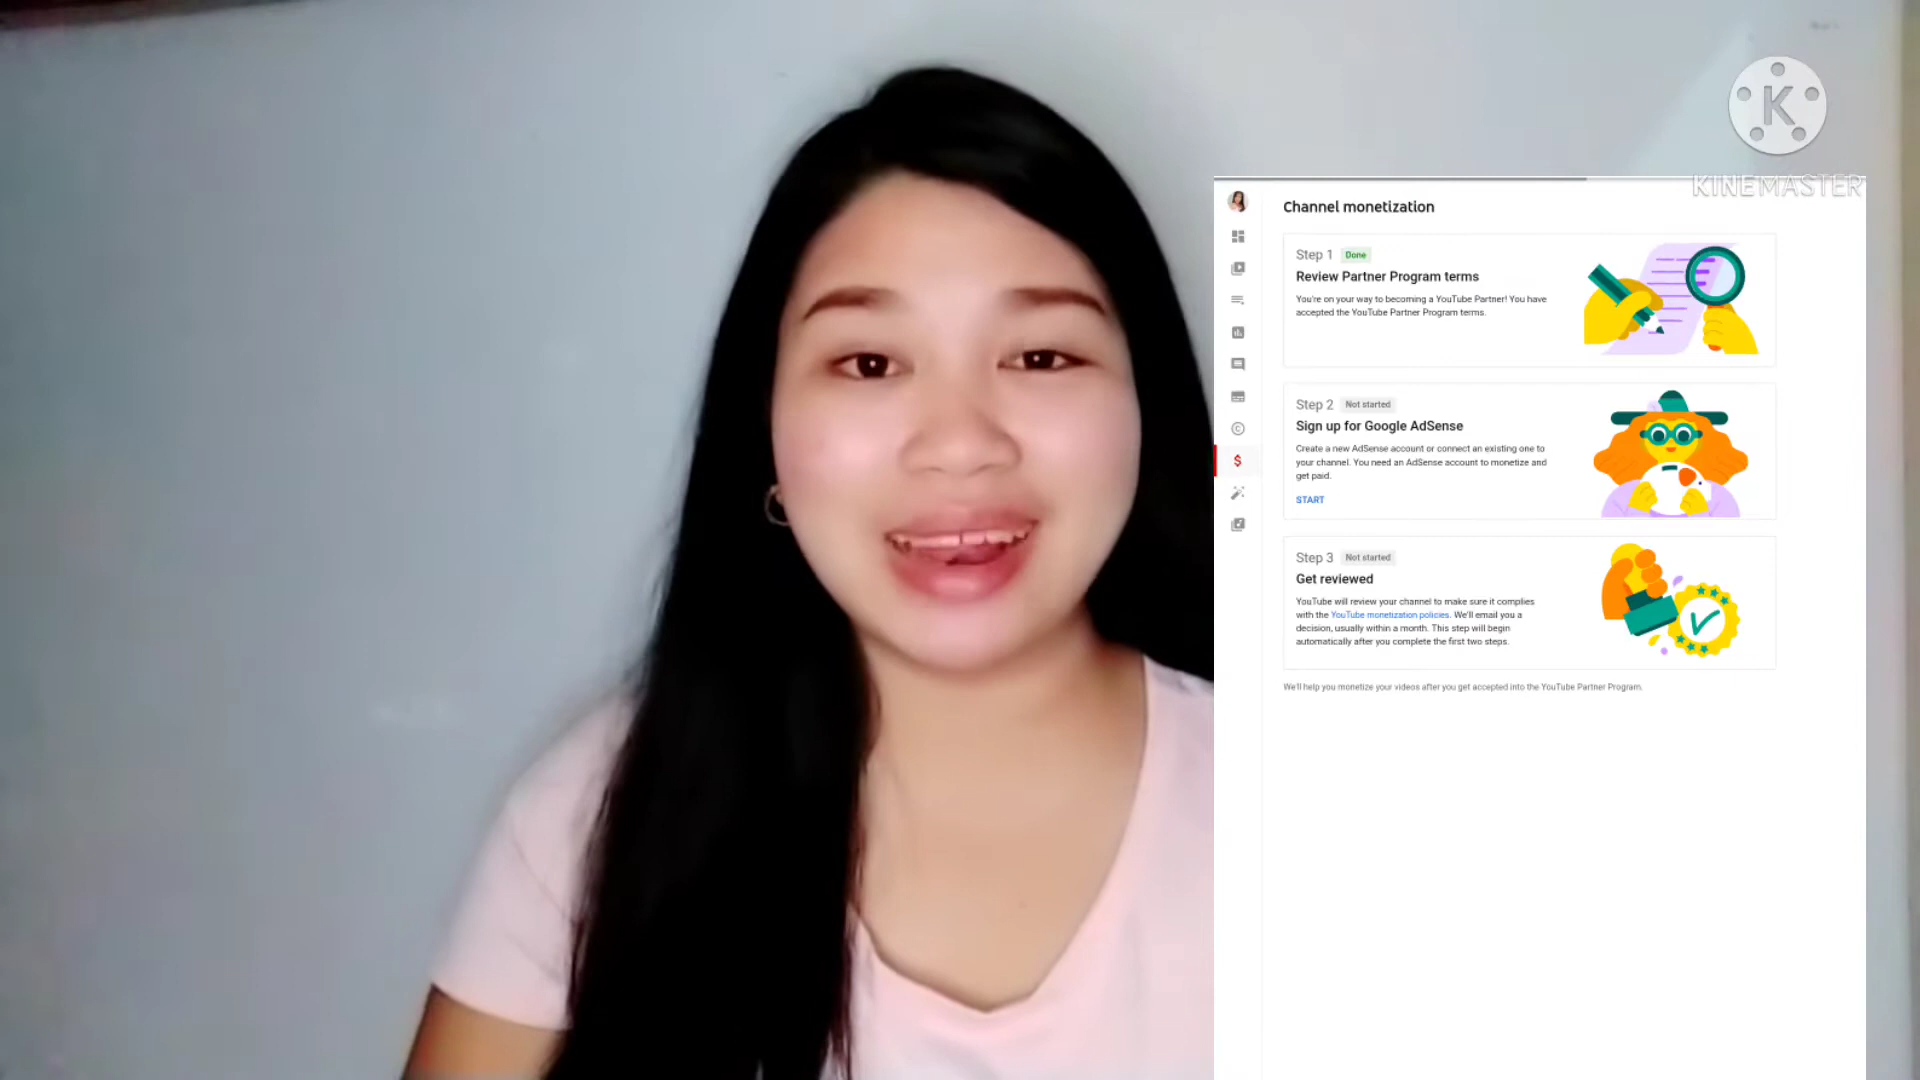 K
KINEMASTER
Channel monetization
Step 1 Done
Review Partner Program terms
You're on your way to becoming a YouTube Partner! You have
accepted the YouTube Partner Program terms.
Step 2 Not started
Sign up for Google AdSense
Create a new AdSense account or connect an existing one to
your channel. You need an AdSense account to monetize and
get paid.
START
Step 3 Not started
Get reviewed
YouTube will review your channel to make sure it complies
with the YouTube monetization policies. We'll email you a
decision, usually within a month. This step will begin
automatically after you complete the first two steps.
We'll help you monetize your videos after you get accepted into the YouTube Partner Program.